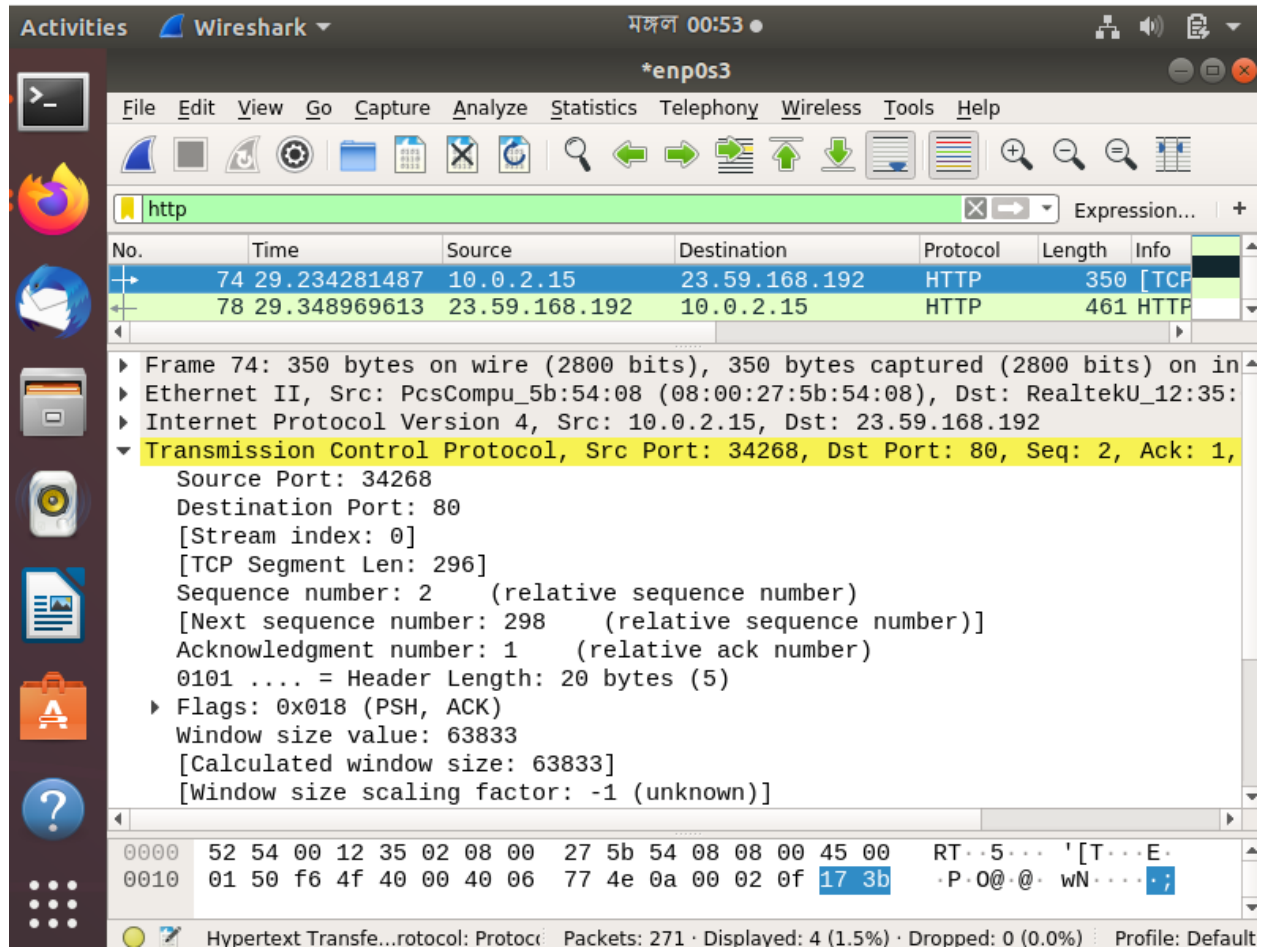 Activities Wireshark মঙ্গল 00:53
*enp0s3
File Edit View Go Capture Analyze Statistics Telephony Wireless Tools Help
http Expression... +
No. Time Source Destination Protocol Length Info
74 29.234281487 10.0.2.15 23.59.168.192 HTTP 350 [TCP
78 29.348969613 23.59.168.192 10.0.2.15 HTTP 461 HTTP
Frame 74: 350 bytes on wire (2800 bits), 350 bytes captured (2800 bits) on in
Ethernet II, Src: PcsCompu_5b:54:08 (08:00:27:5b:54:08), Dst: RealtekU_12:35:
Internet Protocol Version 4, Src: 10.0.2.15, Dst: 23.59.168.192
Transmission Control Protocol, Src Port: 34268, Dst Port: 80, Seq: 2, Ack: 1,
Source Port: 34268
Destination Port: 80
[Stream index: 0]
[TCP Segment Len: 296]
Sequence number: 2 (relative sequence number)
[Next sequence number: 298 (relative sequence number)]
Acknowledgment number: 1 (relative ack number)
0101 .... = Header Length: 20 bytes (5)
Flags: 0x018 (PSH, ACK)
Window size value: 63833
[Calculated window size: 63833]
[Window size scaling factor: -1 (unknown)]
0000 52 54 00 12 35 02 08 00 27 5b 54 08 08 00 45 00 RT··5··· '[T···E·
0010 01 50 f6 4f 40 00 40 06 77 4e 0a 00 02 0f 17 3b ·P·O@·@· wN·····;
Hypertext Transfe...rotocol: Protoc Packets: 271 · Displayed: 4 (1.5%) · Dropped: 0 (0.0%) Profile: Default